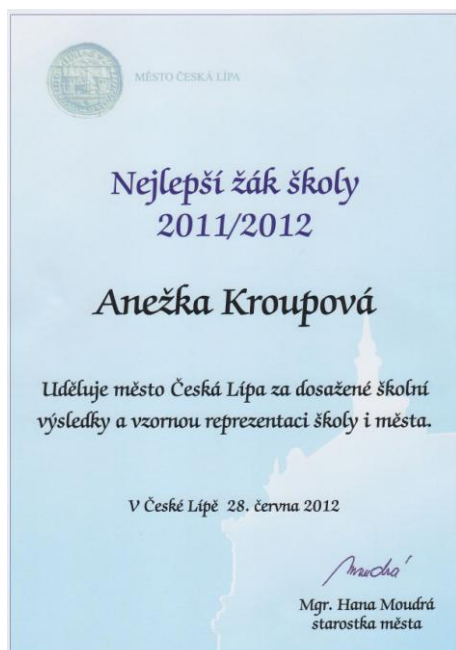 MĚSTO ČESKÁ LÍPA
Nejlepší žák školy
2011/2012
Anežka Kroupová
Uděluje město Česká Lípa za dosažené školní
výsledky a vzornou reprezentaci školy i města.
V České Lípě 28. června 2012
Moudrá
Mgr. Hana Moudrá
starostka města